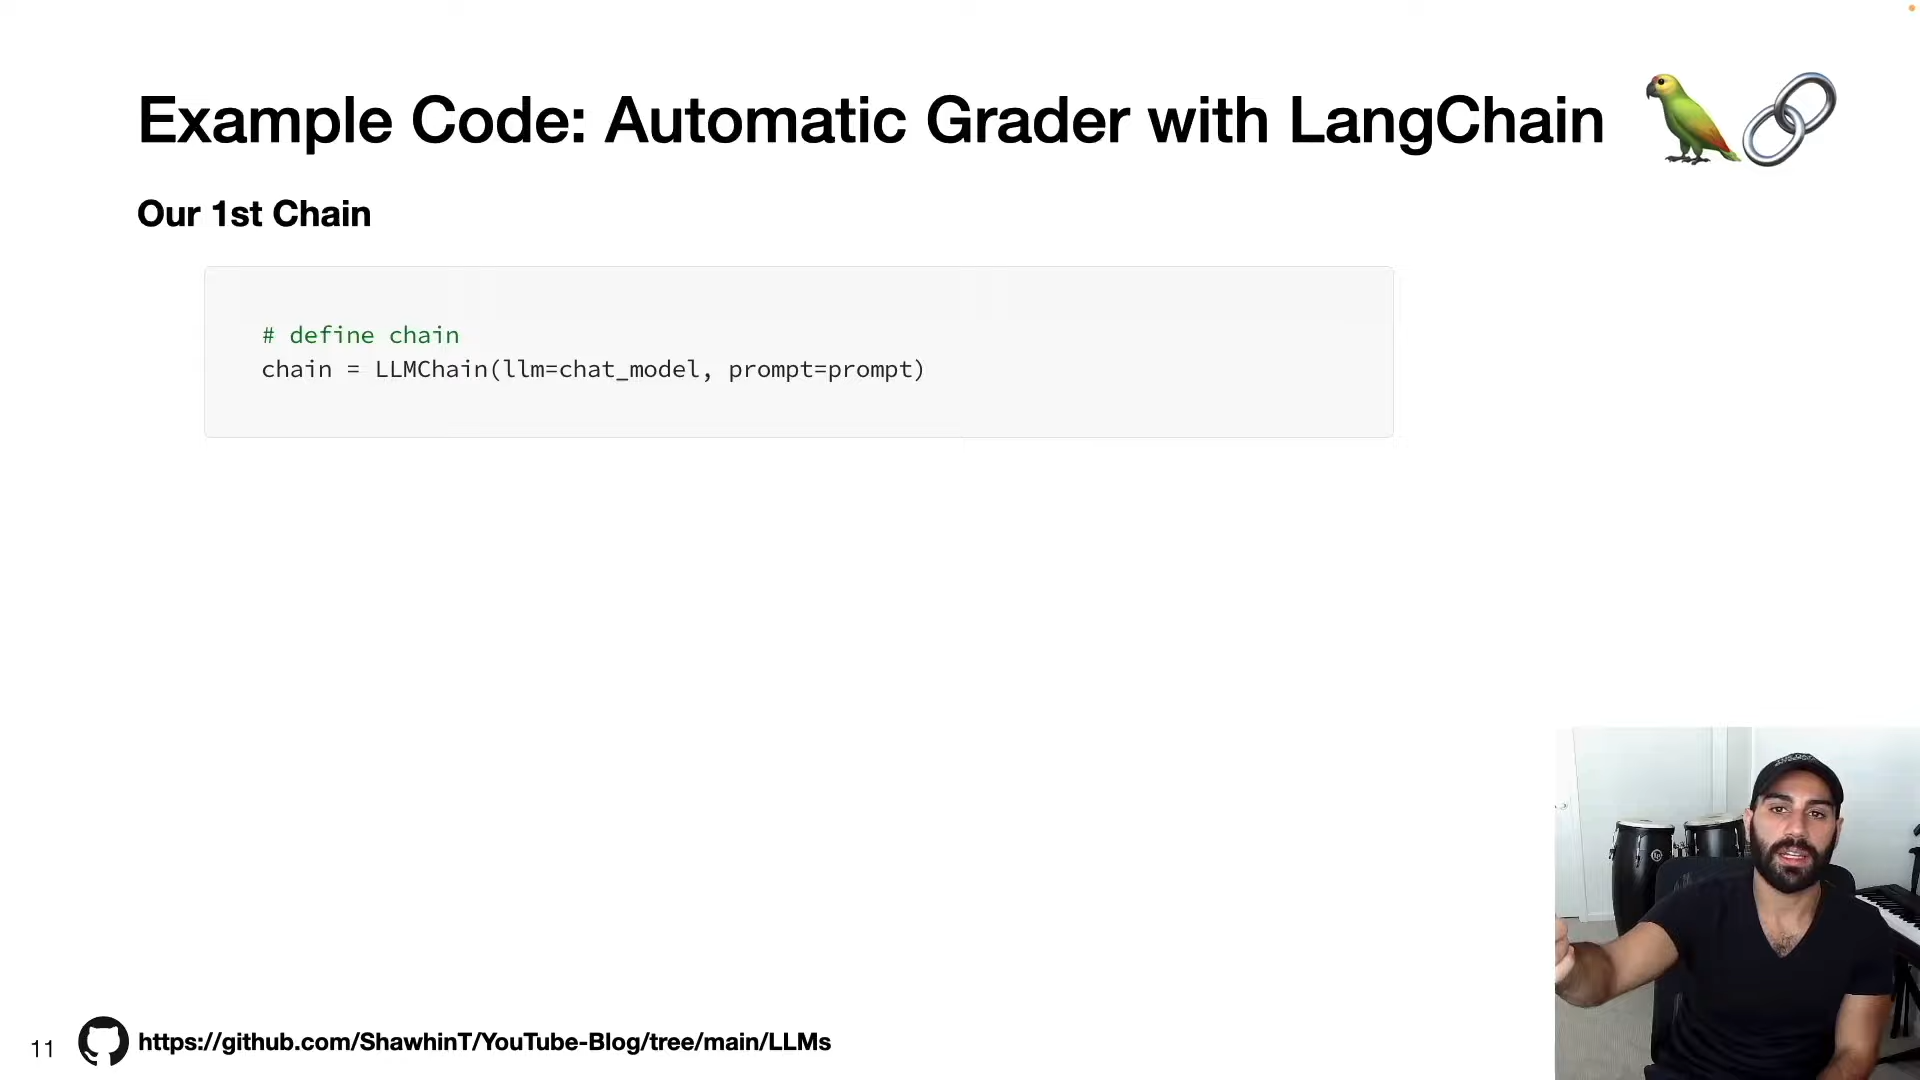 Example Code: Automatic Grader with LangChain
Our 1st Chain
# define chain
chain = LLMChain(llm=chat_model, prompt=prompt)
11
https://github.com/ShawhinT/YouTube-Blog/tree/main/LLMs